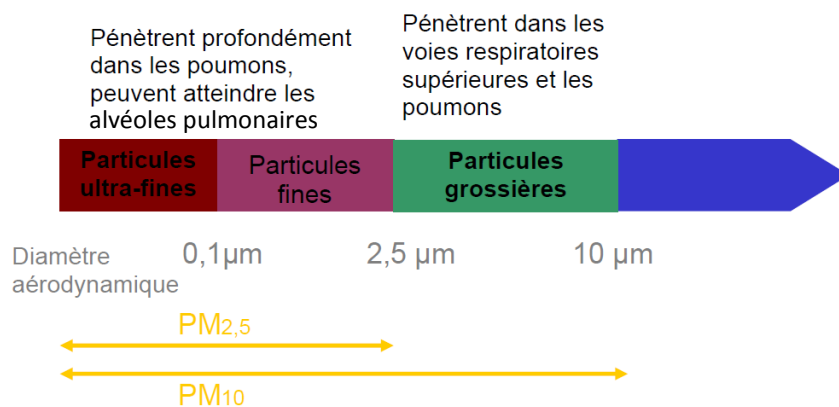 Pénètrent profondément
dans les poumons,
peuvent atteindre les
alvéoles pulmonaires
Pénètrent dans les
voies respiratoires
supérieures et les
poumons
Particules
ultra-fines
Particules
fines
Particules
grossières
Diamètre
aérodynamique
0,1µm
2,5 µm
10 µm
PM2,5
PM10